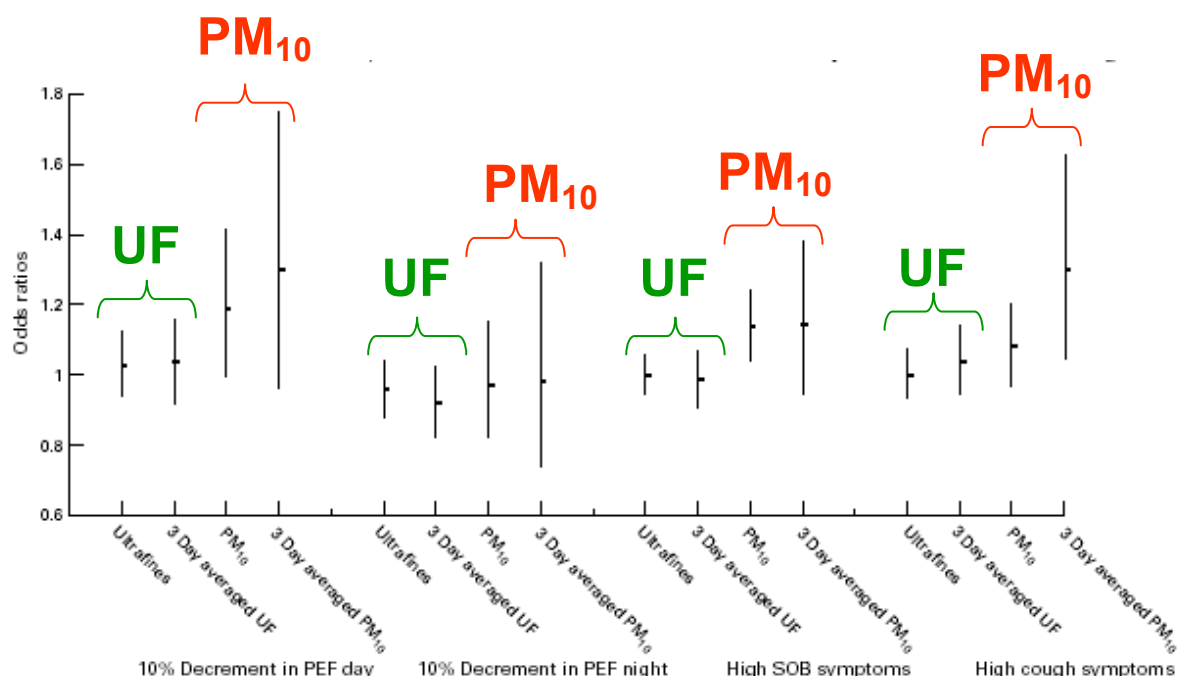 PM10
PM10
1.8
1.6
PM10
PM10
1.4
UF
UF
UF
UF
1.2
Odds ratios
1
0.8
0.6
Ultrafines
3 Day averaged UF
PM10
3 Day averaged PM10
Ultrafines
3 Day averaged UF
PM10
3 Day averaged PM10
Ultrafines
3 Day averaged UF
PM10
3 Day averaged PM10
Ultrafines
3 Day averaged UF
PM10
3 Day averaged PM10
10% Decrement in PEF day
10% Decrement in PEF night
High SOB symptoms
High cough symptoms